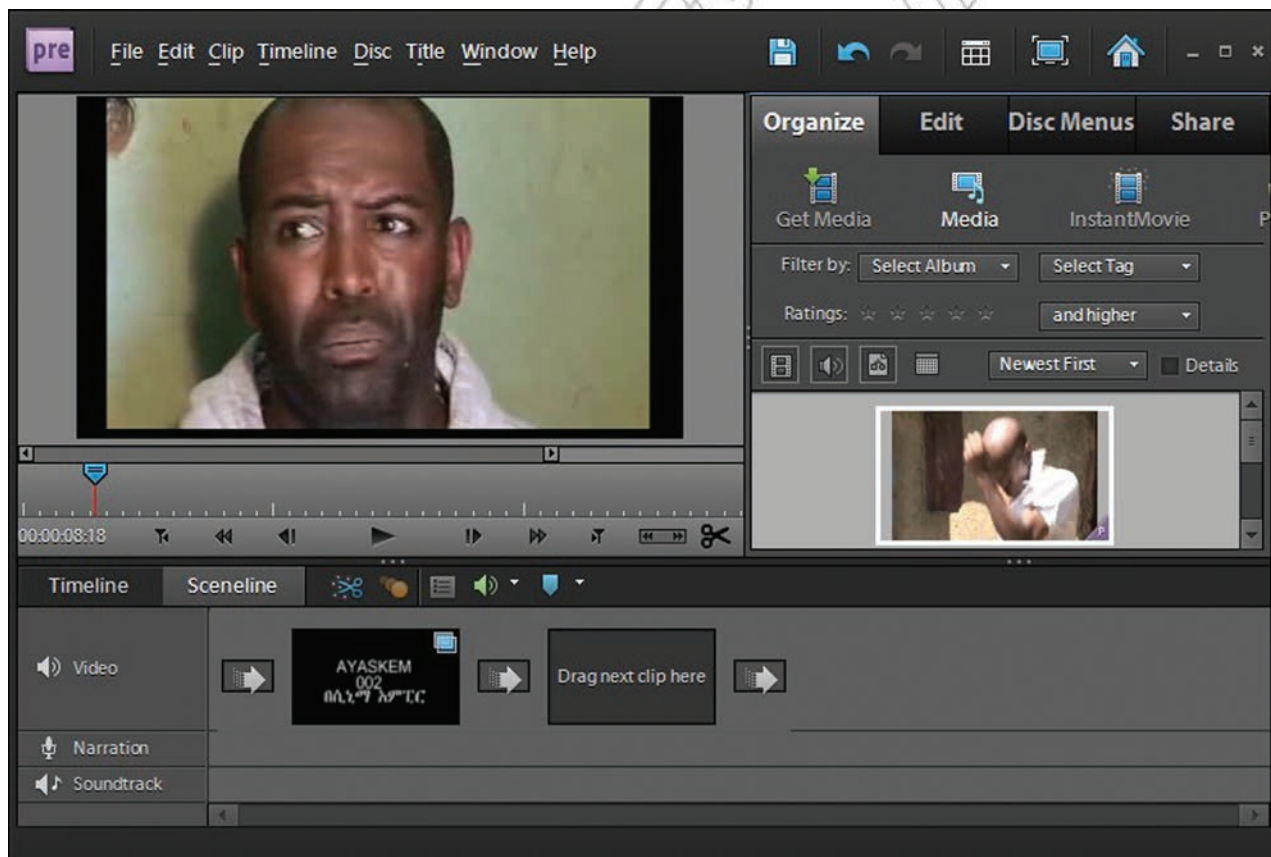 pre
File Edit Clip Timeline Disc Title Window Help
Organize Edit Disc Menus Share
Get Media Media InstantMovie P
Filter by: Select Album Select Tag
Ratings: and higher
Newest First Details
P
00:00:08:18
Timeline Sceneline
Video
AYASKEM
002
በሲኒማ እምፓየር
Drag next clip here
Narration
Soundtrack